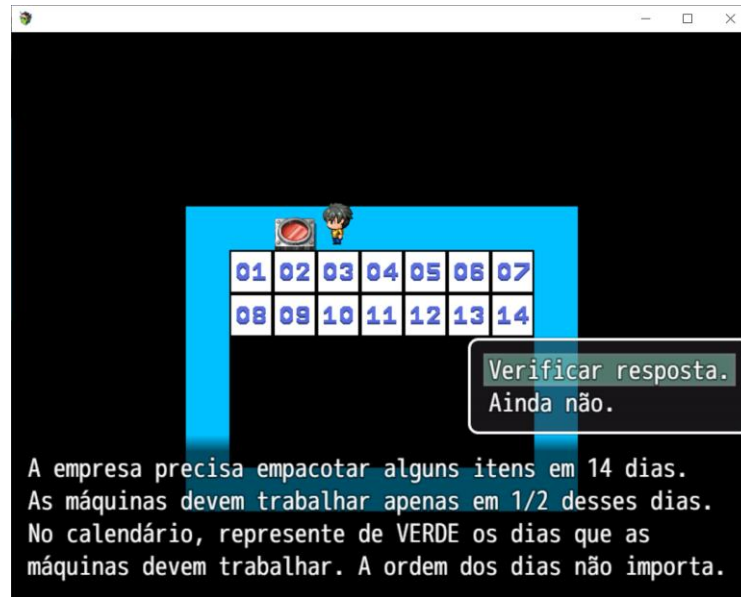 01 02 03 04 05 06 07
08 09 10 11 12 13 14
Verificar resposta.
Ainda não.
A empresa precisa empacotar alguns itens em 14 dias.
As máquinas devem trabalhar apenas em 1/2 desses dias.
No calendário, represente de VERDE os dias que as
máquinas devem trabalhar. A ordem dos dias não importa.